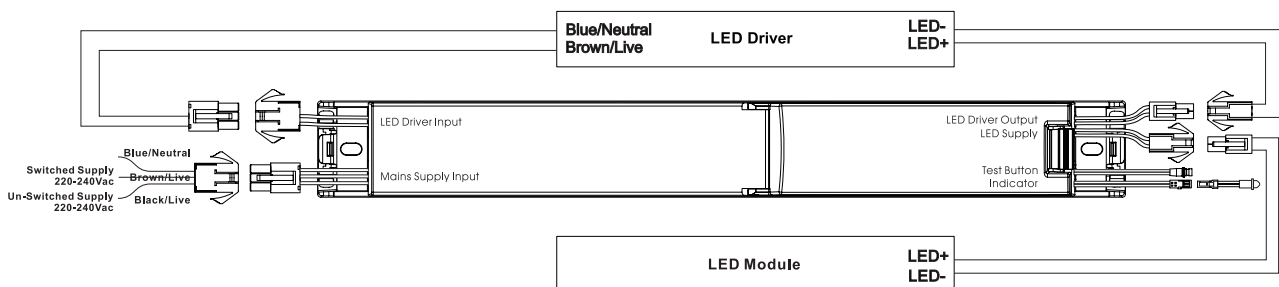 Blue/Neutral
Brown/Live
LED Driver
LED-
LED+
LED Driver Input
LED Driver Output
LED Supply
Blue/Neutral
Switched Supply
220-240Vac
Brown/Live
Un-Switched Supply
220-240Vac
Black/Live
Mains Supply Input
Test Button
Indicator
LED Module
LED+
LED-